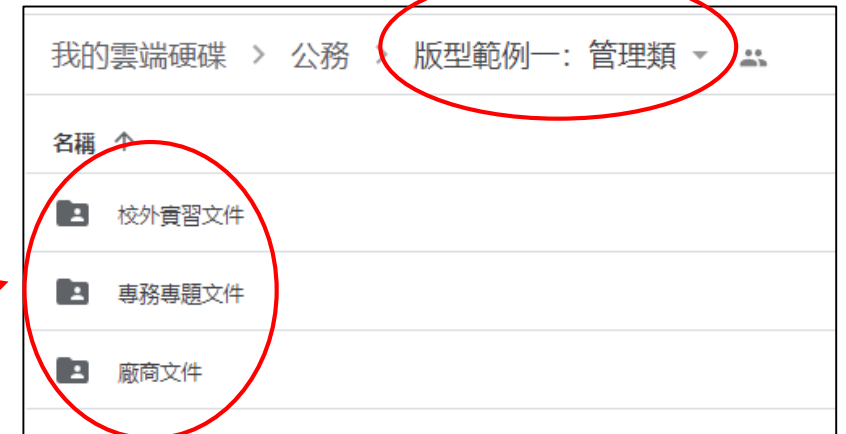 我的雲端硬碟 > 公務 > 版型範例一：管理類
名稱 ↑
校外實習文件
專務專題文件
廠商文件